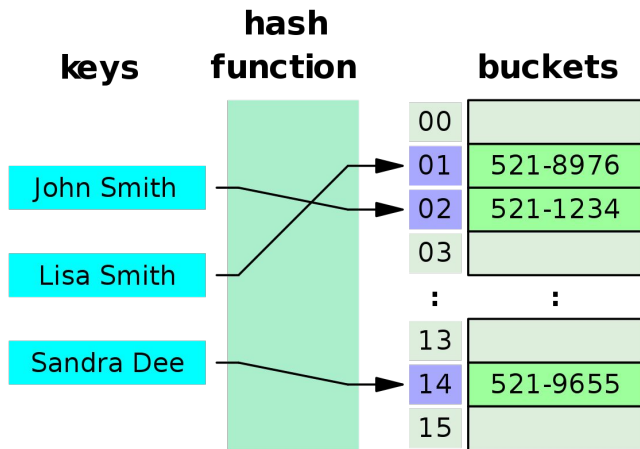 hash
keys function buckets
00
01 521-8976
John Smith
02 521-1234
03
Lisa Smith
: :
13
Sandra Dee
14 521-9655
15